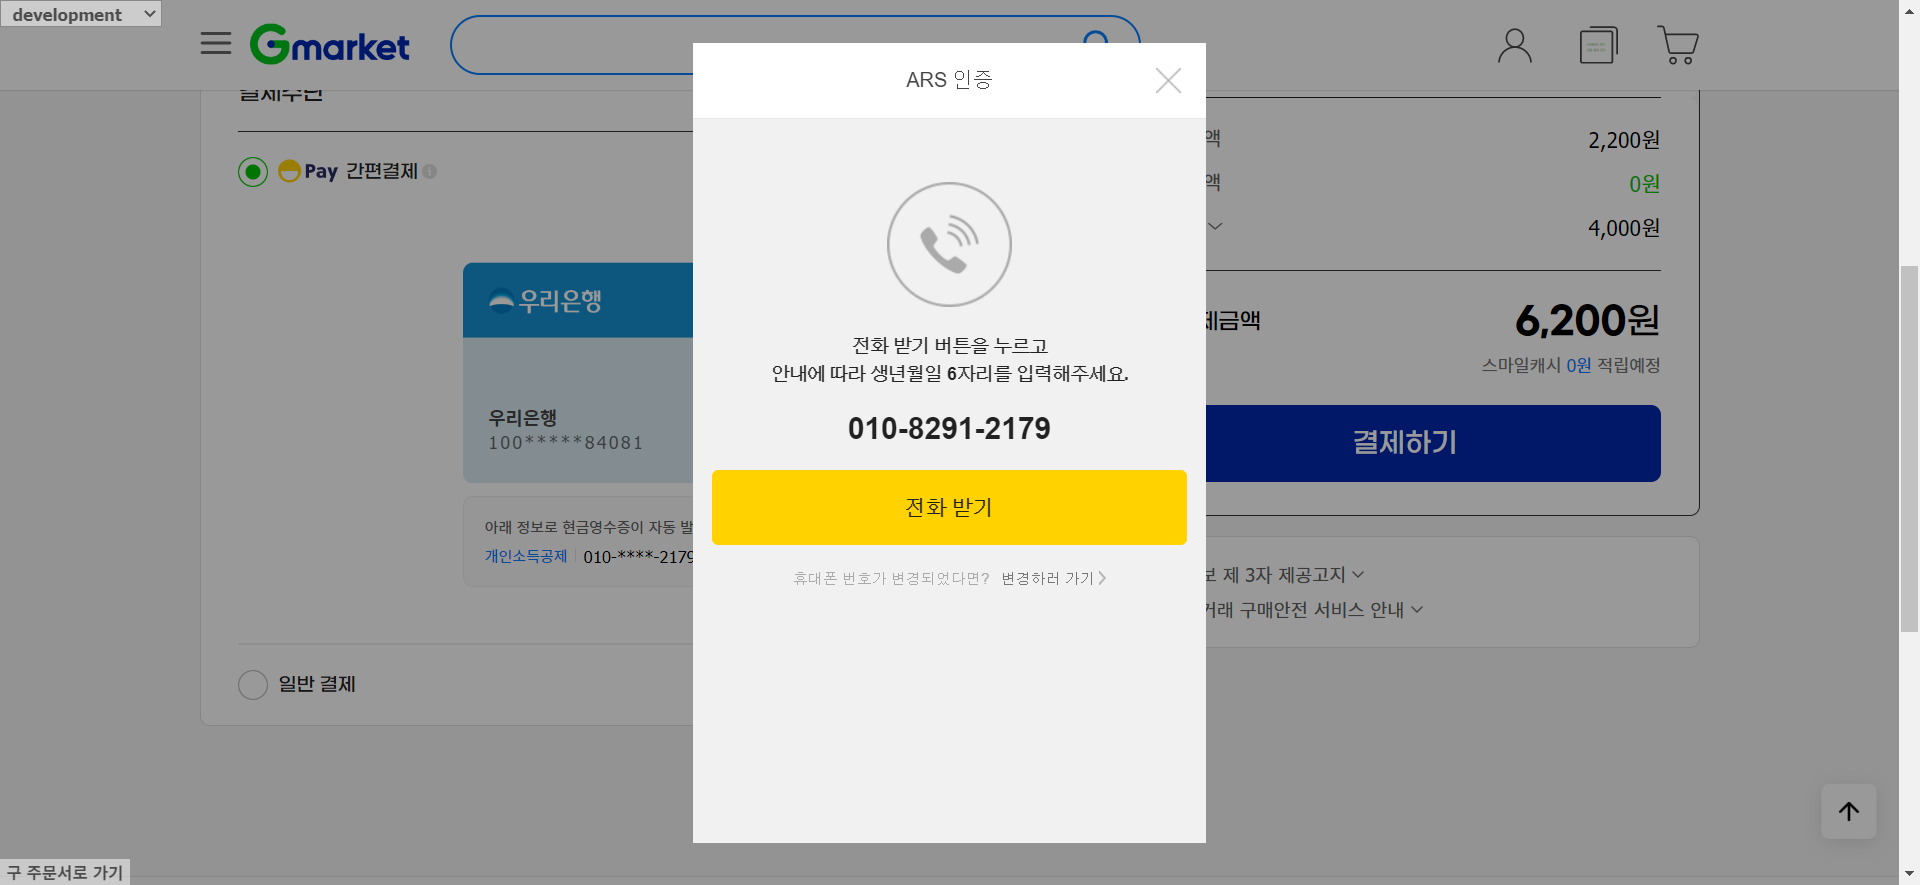 development
Gmarket
ARS 인증
결제수단
Pay 간편결제
우리은행
우리은행
100*****84081
아래 정보로 현금영수증이 자동 발
개인소득공제 010-****-2179
일반 결제
전화 받기 버튼을 누르고
안내에 따라 생년월일 6자리를 입력해주세요.
010-8291-2179
전화 받기
휴대폰 번호가 변경되었다면? 변경하러 가기
액 2,200원
액 0원
4,000원
제금액 6,200원
스마일캐시 0원 적립예정
결제하기
보 제 3자 제공고지
거래 구매안전 서비스 안내
구 주문서로 가기